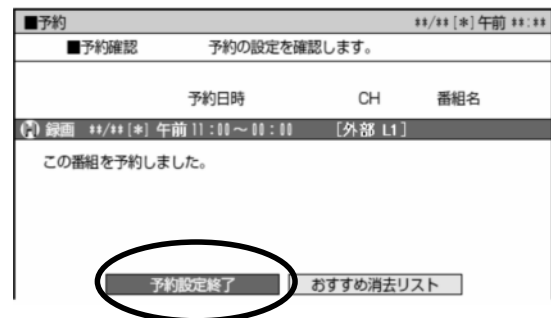 ■予約 **/**[*]午前 **:**
■予約確認 予約の設定を確認します。
予約日時 CH 番組名
録画 **/**[*] 午前 11:00～00:00 [外部 L1]
この番組を予約しました。
予約設定終了 おすすめ消去リスト